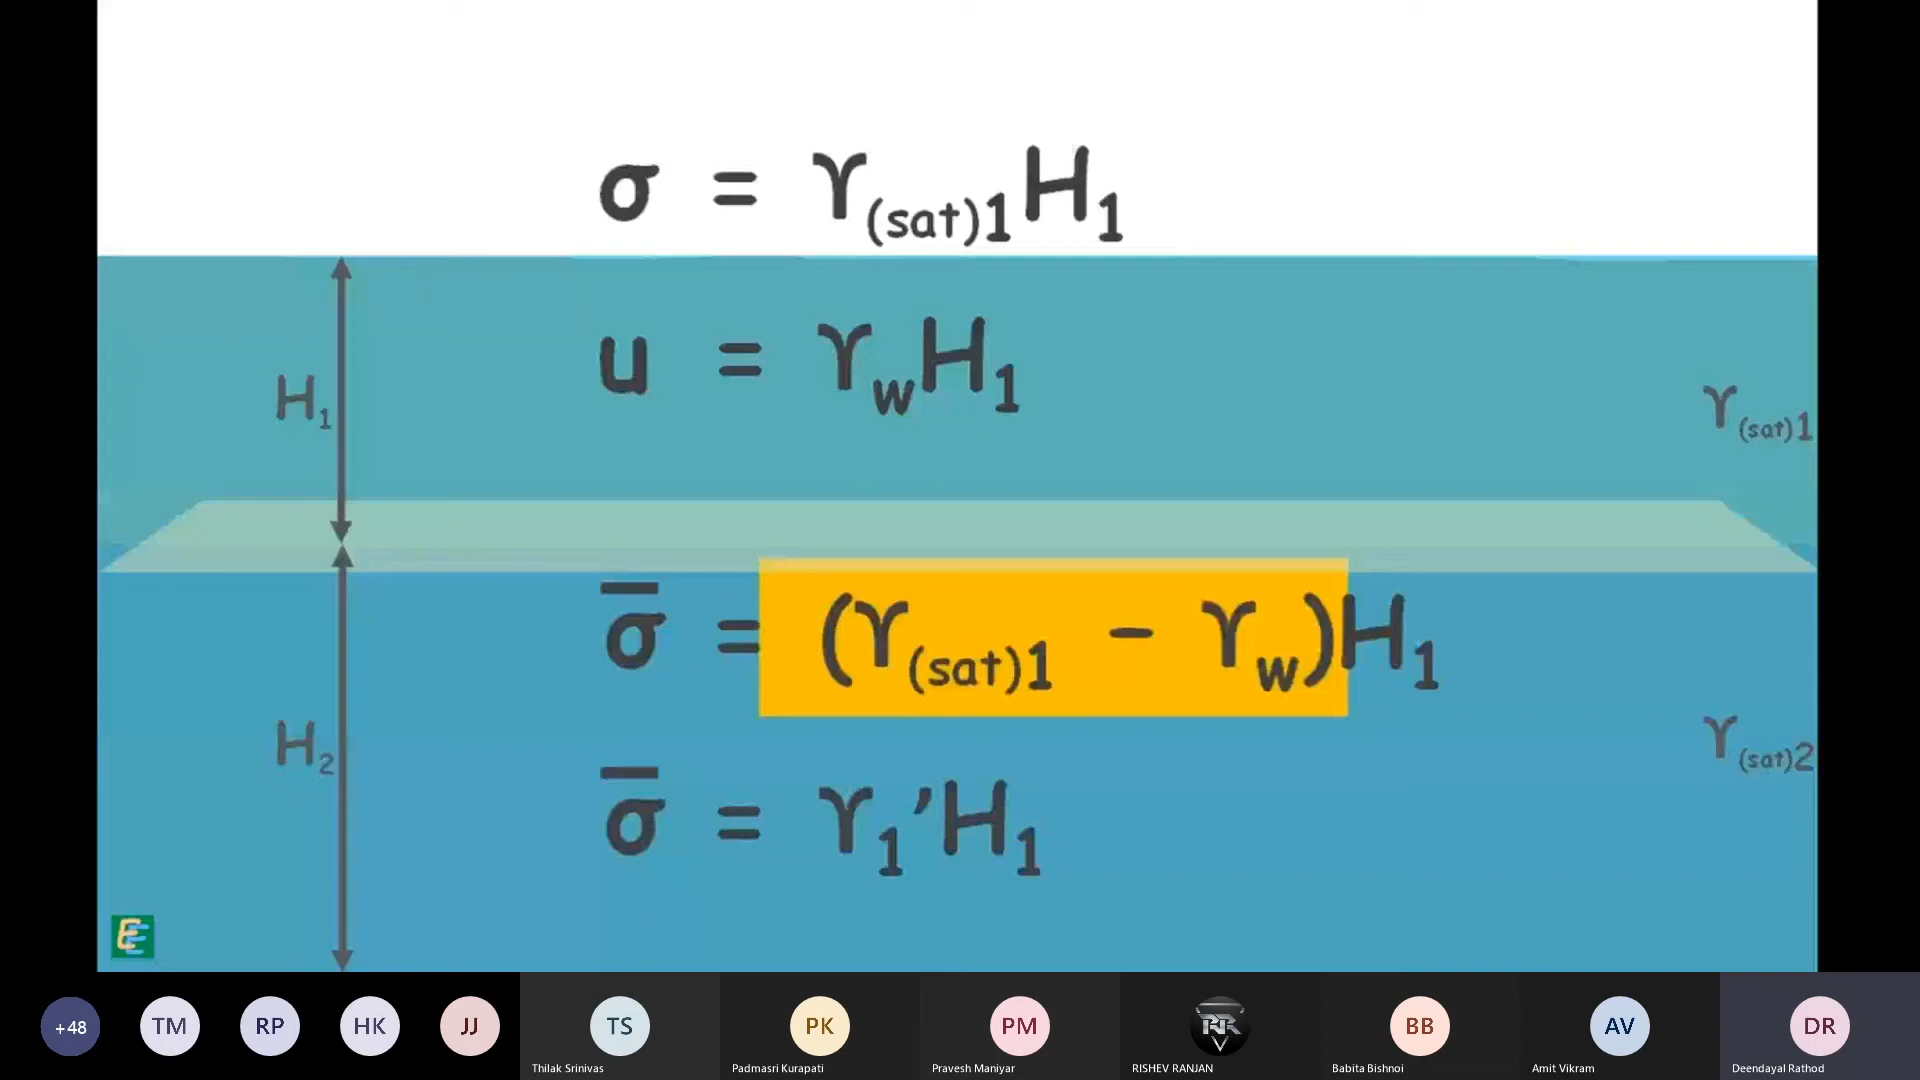 σ = γ(sat)1H1
u = γwH1
H1
γ(sat)1
σ̅ = (γ(sat)1 - γw)H1
H2
γ(sat)2
σ̅ = γ1’H1
EE
+48 TM RP HK JJ TS PK PM RR BB AV DR
Thilak Srinivas Padmasri Kurapati Pravesh Maniyar RISHEV RANJAN Babita Bishnoi Amit Vikram Deendayal Rathod